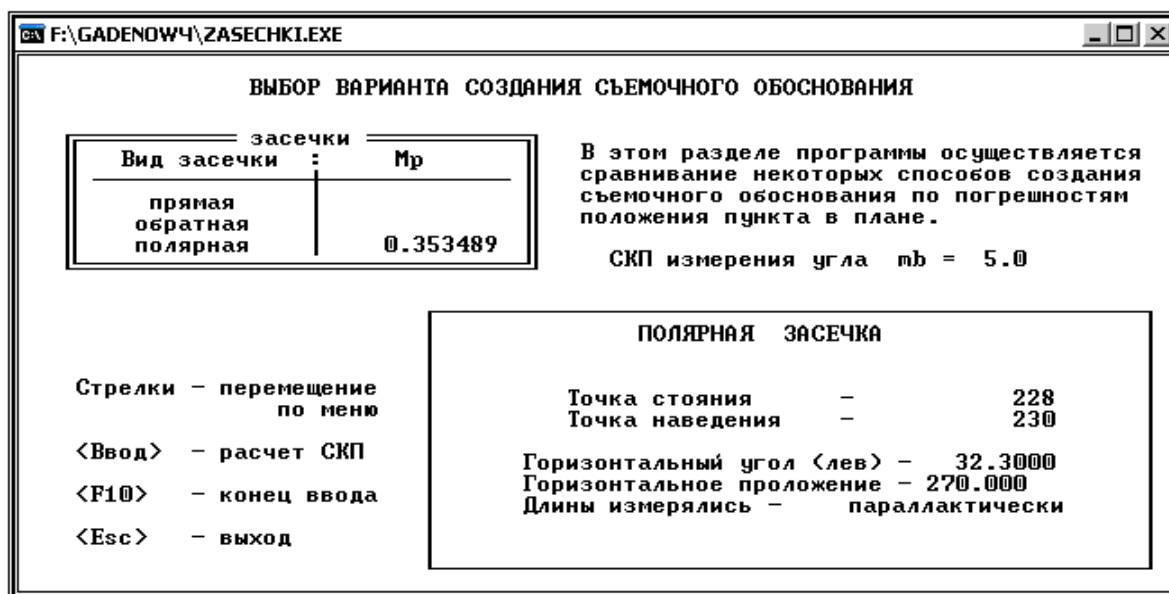 F:\GADENOWЧ\ZASECHKI.EXE
ВЫБОР ВАРИАНТА СОЗДАНИЯ СЪЕМОЧНОГО ОБОСНОВАНИЯ
засечки
Вид засечки : Mp
прямая
обратная
полярная 0.353489
В этом разделе программы осуществляется
сравнивание некоторых способов создания
съемочного обоснования по погрешностям
положения пункта в плане.
СКП измерения угла mb = 5.0
Стрелки - перемещение
по меню
<Ввод> - расчет СКП
<F10> - конец ввода
<Esc> - выход
ПОЛЯРНАЯ ЗАСЕЧКА
Точка стояния - 228
Точка наведения - 230
Горизонтальный угол (лев) - 32.3000
Горизонтальное проложение - 270.000
Длины измерялись - параллактически